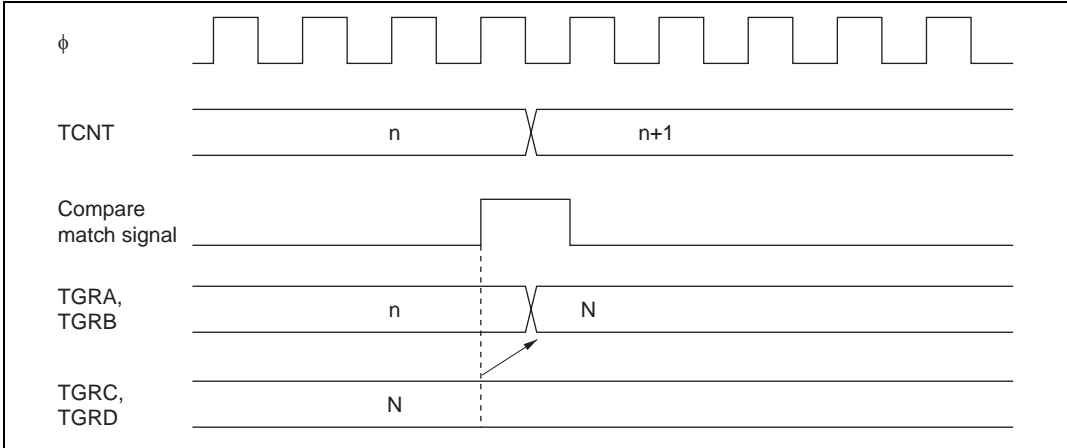 ϕ
TCNT
n
n+1
Compare
match signal
TGRA,
TGRB
n
N
TGRC,
TGRD
N